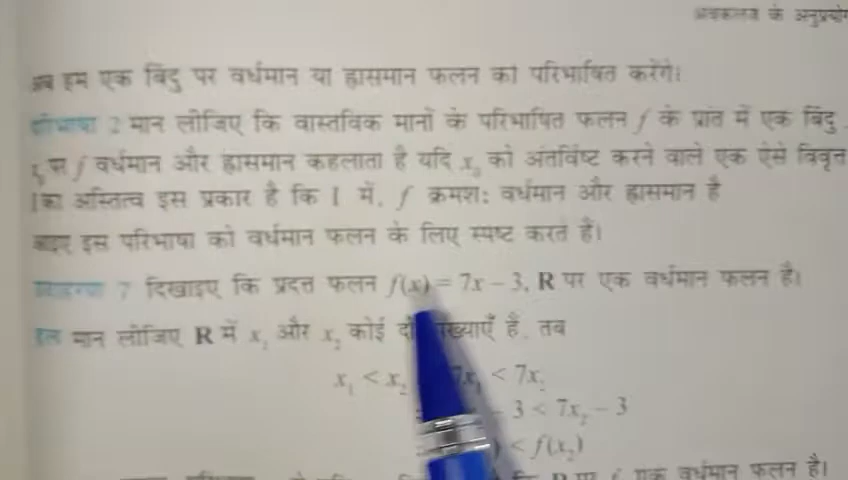 अवकलज के अनुप्रयोग
अब हम एक बिंदु पर वर्धमान या ह्रासमान फलन को परिभाषित करेंगे।
परिभाषा 2 मान लीजिए कि वास्तविक मानों के परिभाषित फलन f के प्रांत में एक बिंदु
पर f वर्धमान और ह्रासमान कहलाता है यदि x₀ को अंतर्विष्ट करने वाले एक ऐसे विवृत्त
I का अस्तित्व इस प्रकार है कि I में, f क्रमशः वर्धमान और ह्रासमान है
आइए इस परिभाषा को वर्धमान फलन के लिए स्पष्ट करते हैं।
उदाहरण 7 दिखाइए कि प्रदत्त फलन f(x) = 7x – 3, R पर एक वर्धमान फलन है।
हल मान लीजिए R में x₁ और x₂ कोई दो संख्याएँ हैं, तब
x₁ < x₂ 7x₁ < 7x₂
– 3 < 7x₂ – 3
) < f(x₂)
कि R पर f एक वर्धमान फलन है।